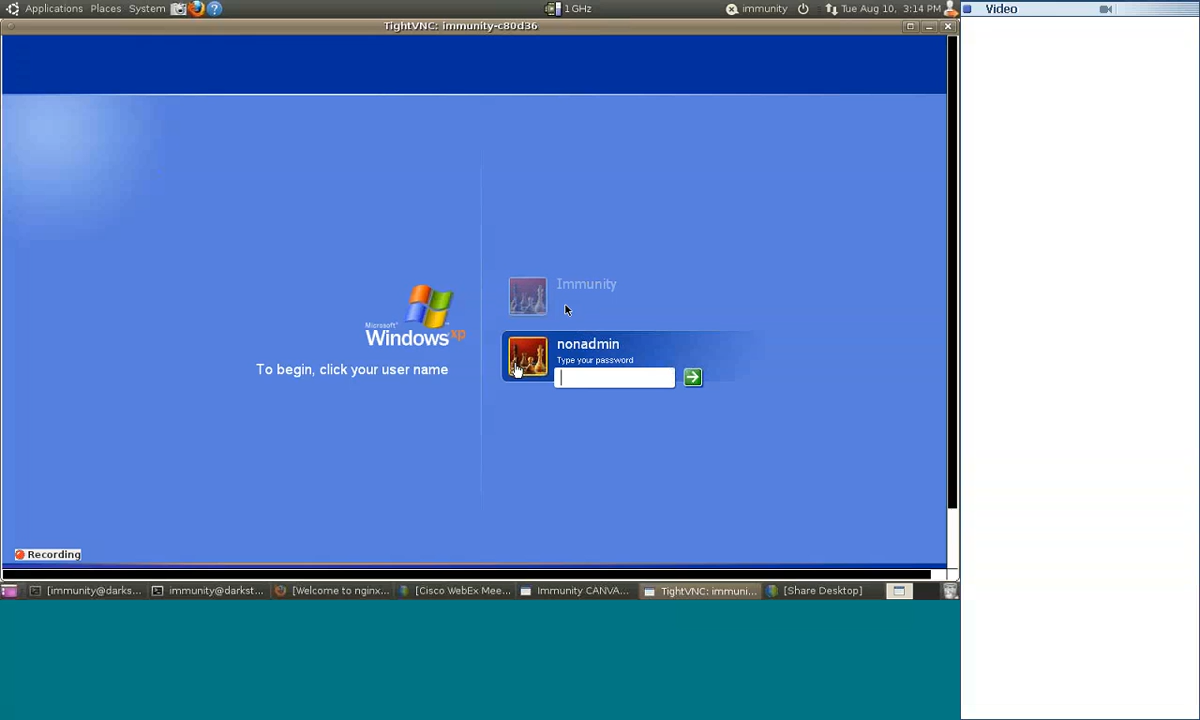 Applications Places System
1 GHz
immunity
Tue Aug 10, 3:14 PM
Video
TightVNC: immunity-c80d36
Immunity
Microsoft®
Windows xp
nonadmin
Type your password
To begin, click your user name
Recording
[immunity@darks...
immunity@darkst...
[Welcome to nginx...
[Cisco WebEx Mee...
Immunity CANVA...
TightVNC: immuni...
[Share Desktop]